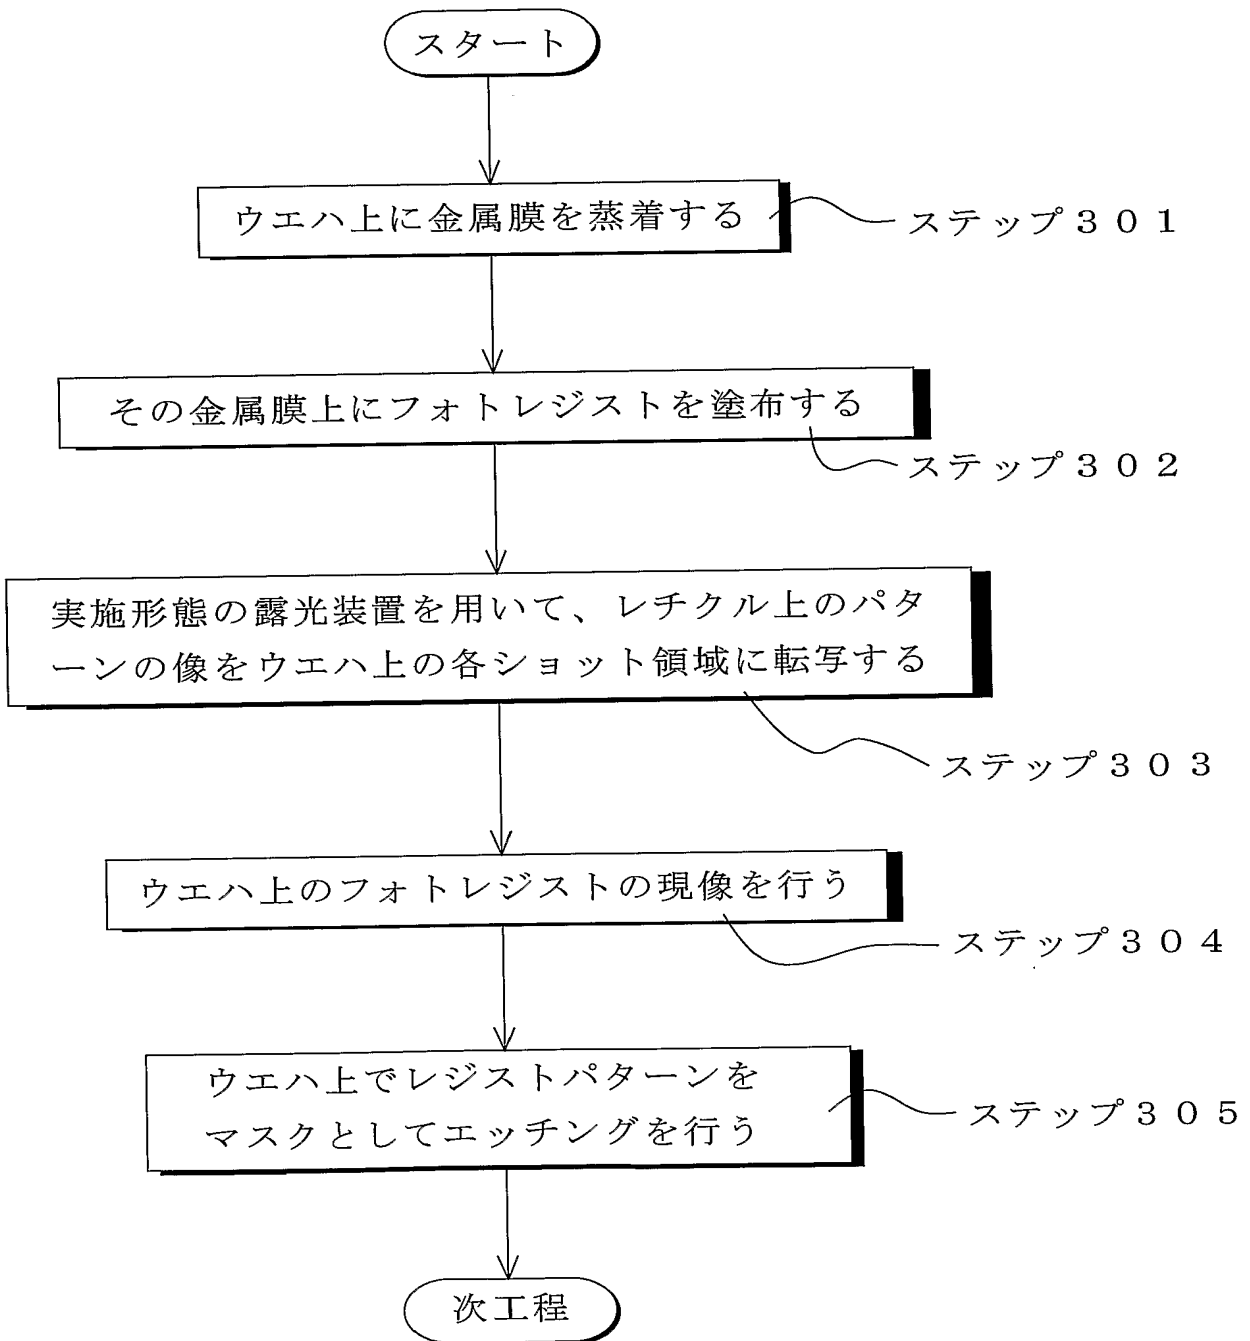 スタート
ウエハ上に金属膜を蒸着する
ステップ３０１
その金属膜上にフォトレジストを塗布する
ステップ３０２
実施形態の露光装置を用いて、レチクル上のパタ
ーンの像をウエハ上の各ショット領域に転写する
ステップ３０３
ウエハ上のフォトレジストの現像を行う
ステップ３０４
ウエハ上でレジストパターンを
マスクとしてエッチングを行う
ステップ３０５
次工程